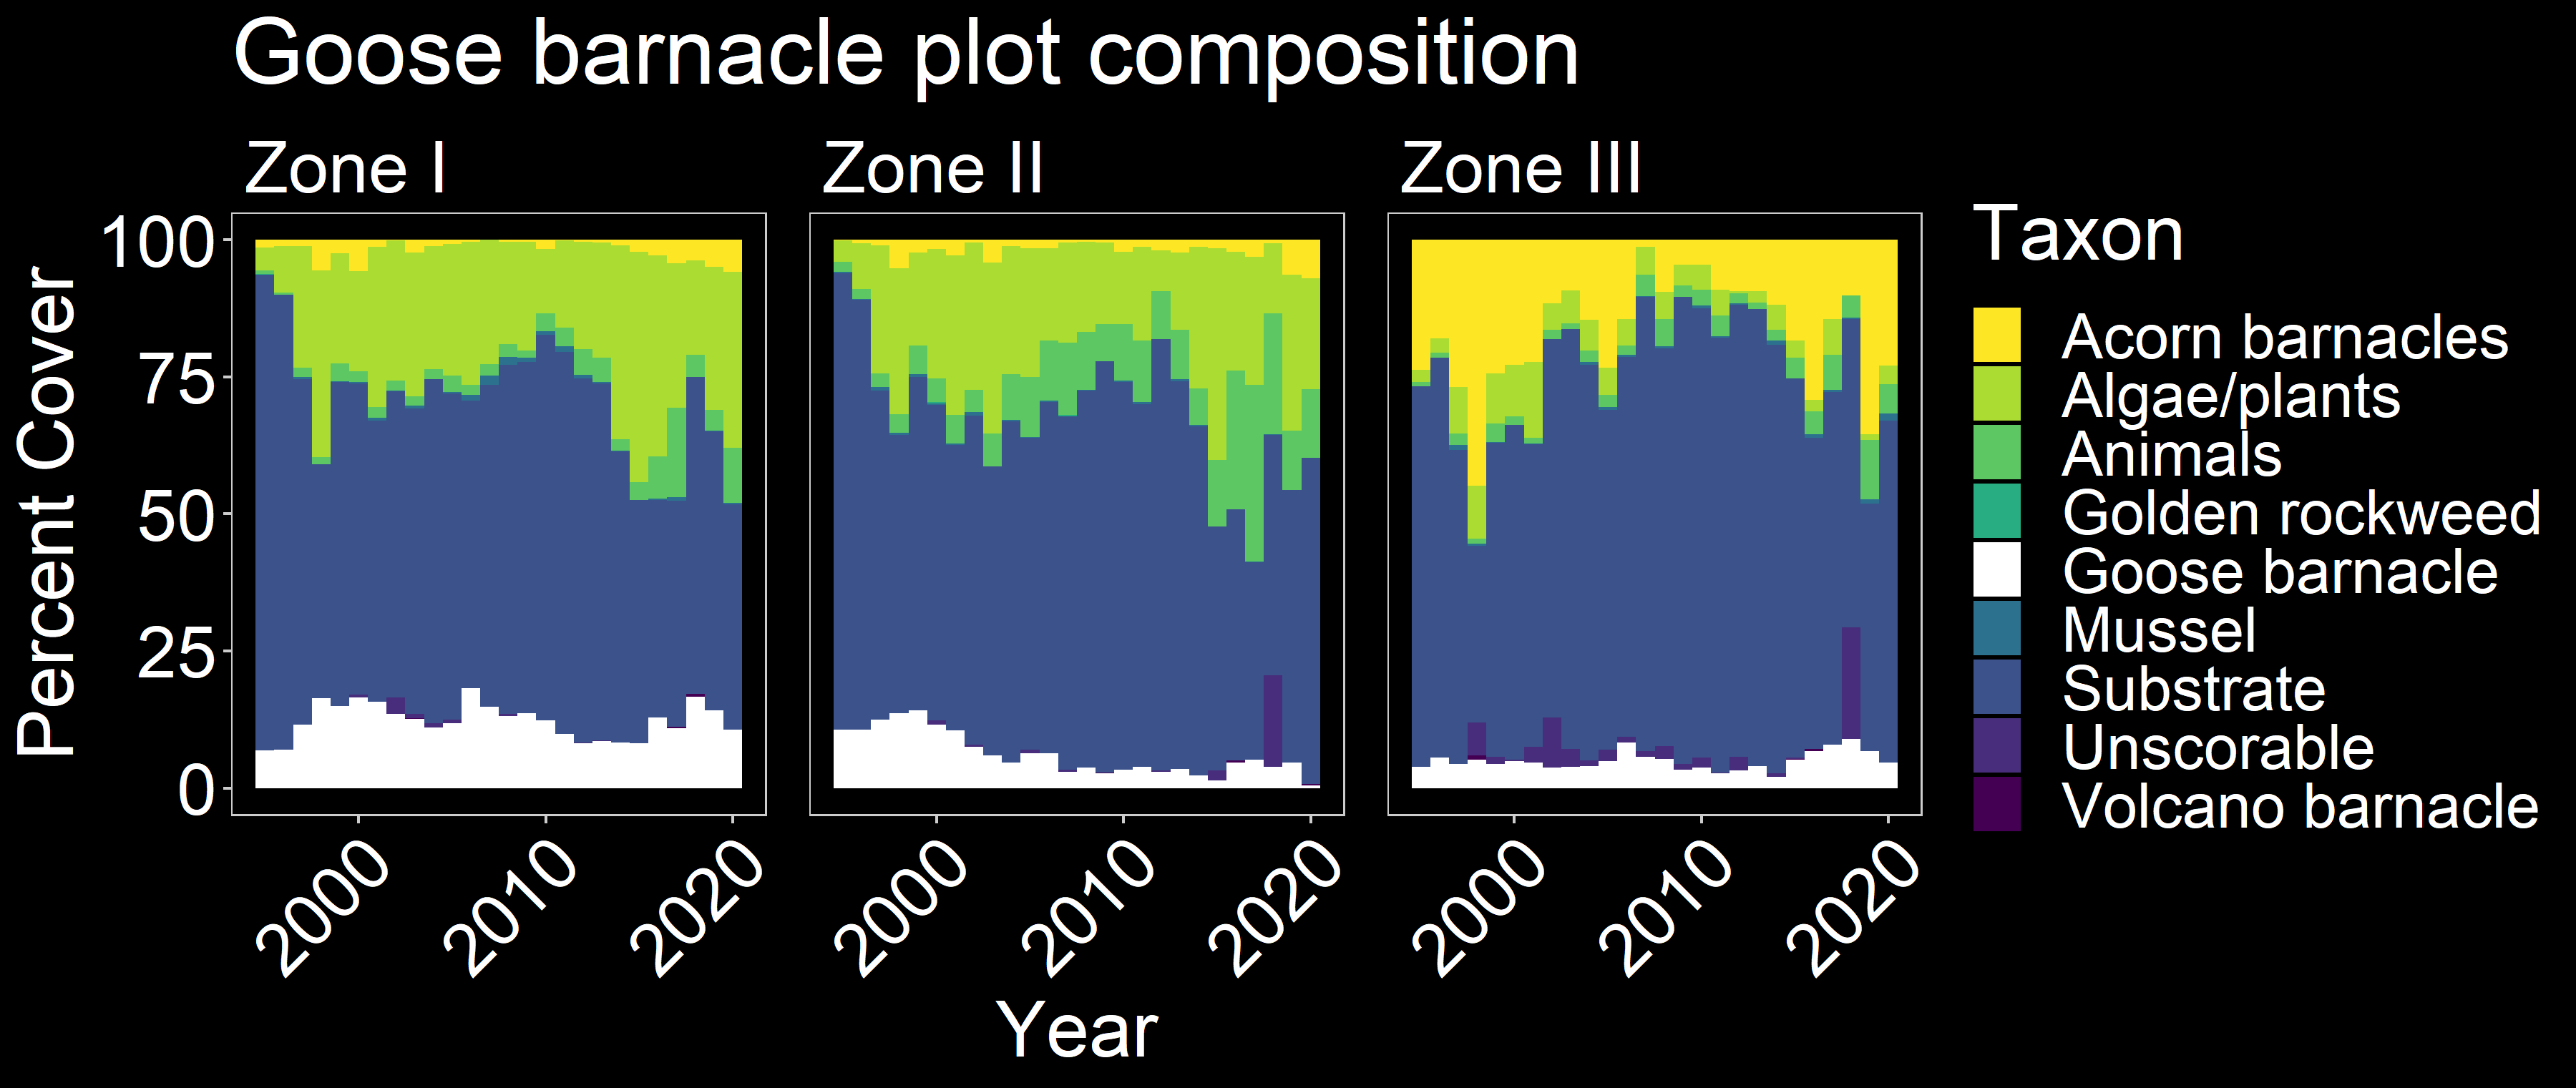 Goose barnacle plot composition
Zone I
Zone II
Zone III
Percent Cover
100
75
50
25
0
2000
2010
2020
2000
2010
2020
2000
2010
2020
Year
Taxon
Acorn barnacles
Algae/plants
Animals
Golden rockweed
Goose barnacle
Mussel
Substrate
Unscorable
Volcano barnacle